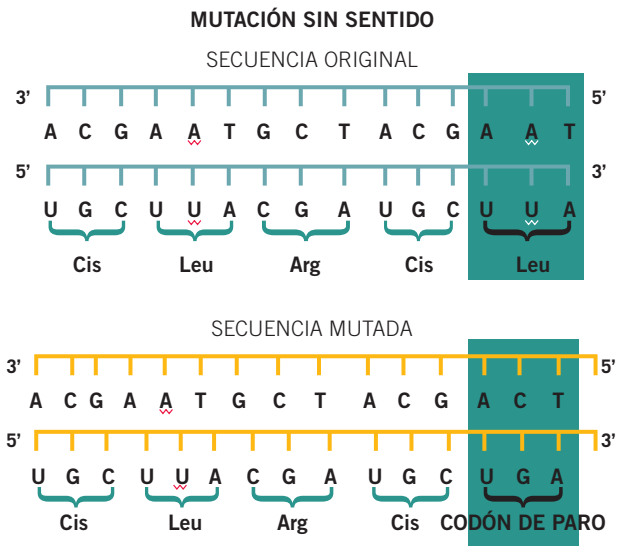 MUTACIÓN SIN SENTIDO
SECUENCIA ORIGINAL
3’ 5’
A C G A A T G C T A C G A A T
5’ 3’
U G C U U A C G A U G C U U A
Cis Leu Arg Cis Leu
SECUENCIA MUTADA
3’ 5’
A C G A A T G C T A C G A C T
5’ 3’
U G C U U A C G A U G C U G A
Cis Leu Arg Cis CODÓN DE PARO